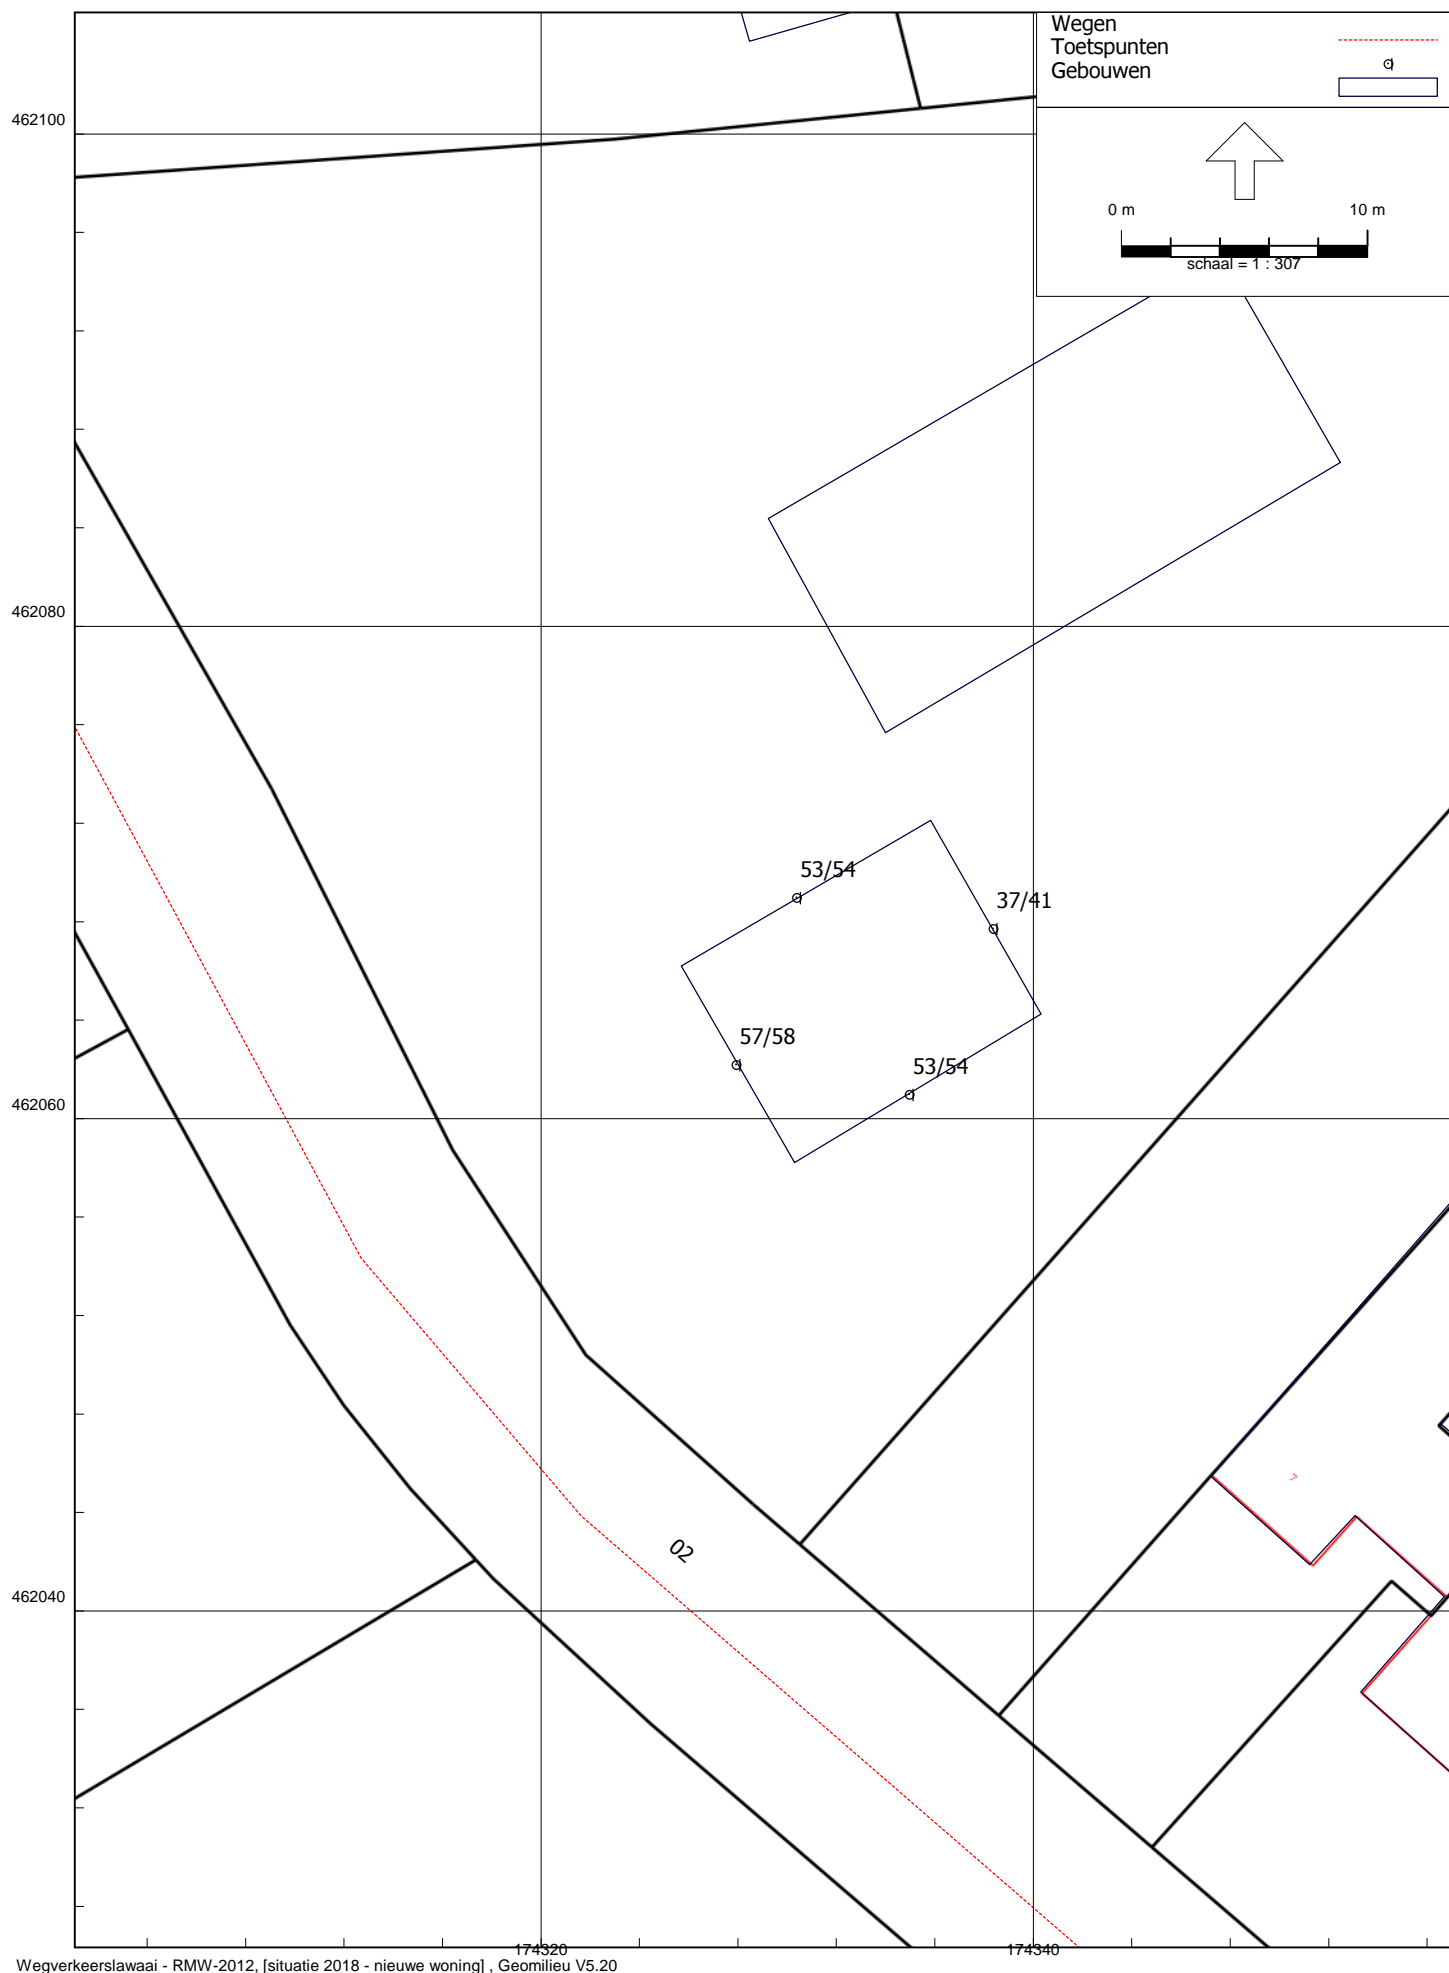 Wegen
Toetspunten
Gebouwen
462100
0 m 10 m
schaal = 1 : 307
462080
53/54
37/41
57/58
53/54
462060
7
02
462040
174320 174340
Wegverkeerslawaai - RMW-2012, [situatie 2018 - nieuwe woning] , Geomilieu V5.20